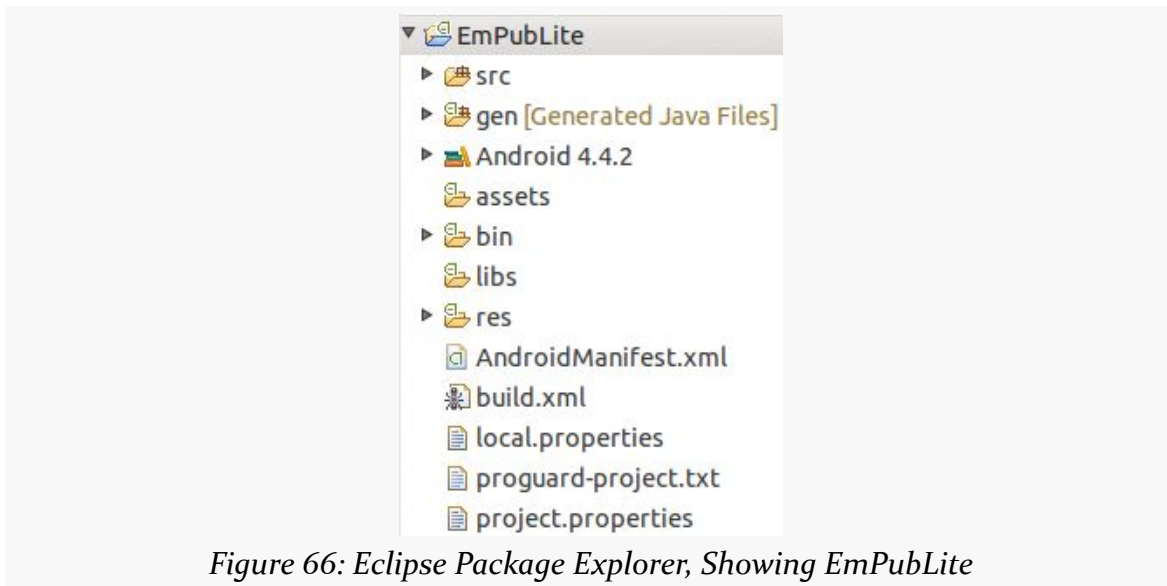 EmPubLite
src
gen [Generated Java Files]
Android 4.4.2
assets
bin
libs
res
AndroidManifest.xml
build.xml
local.properties
proguard-project.txt
project.properties
Figure 66: Eclipse Package Explorer, Showing EmPubLite